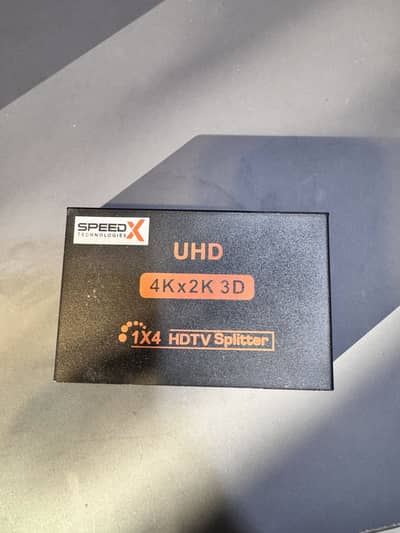 SPEEDX
TECHNOLOGIES
UHD
4Kx2K 3D
1X4 HDTV Splitter